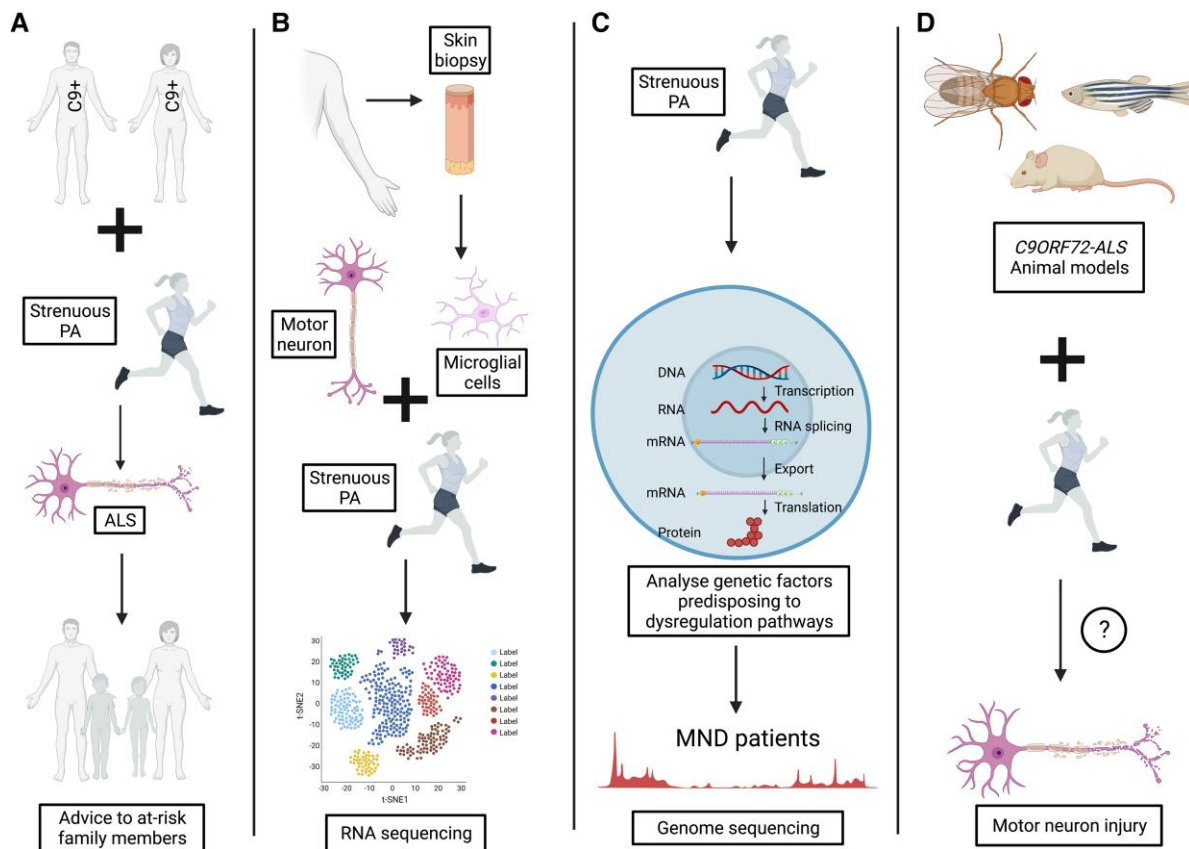 A
C9+
C9+
Strenuous
PA
ALS
Advice to at-risk
family members
B
Skin
biopsy
Motor
neuron
Microglial
cells
Strenuous
PA
30
20
10
0
-10
-20
-30
t-SNE2
-30
-20
-10
0
10
20
30
t-SNE1
Label
Label
Label
Label
Label
Label
Label
Label
RNA sequencing
C
Strenuous
PA
DNA
Transcription
RNA
RNA splicing
mRNA
Export
mRNA
Translation
Protein
Analyse genetic factors
predisposing to
dysregulation pathways
MND patients
Genome sequencing
D
C9ORF72-ALS
Animal models
?
Motor neuron injury